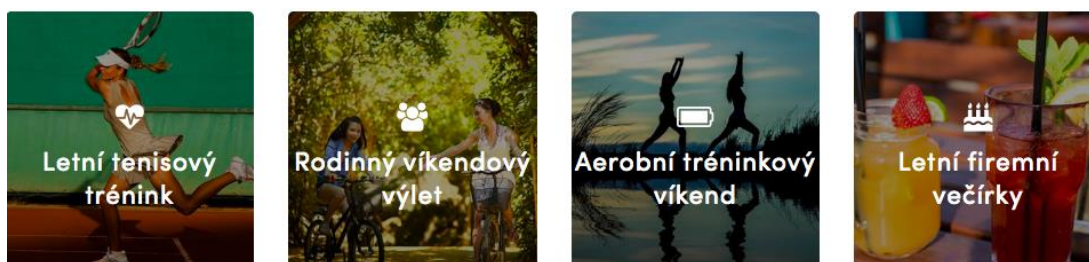 Letní tenisový
trénink
Rodinný víkendový
výlet
Aerobní tréninkový
víkend
Letní firemní
večírky